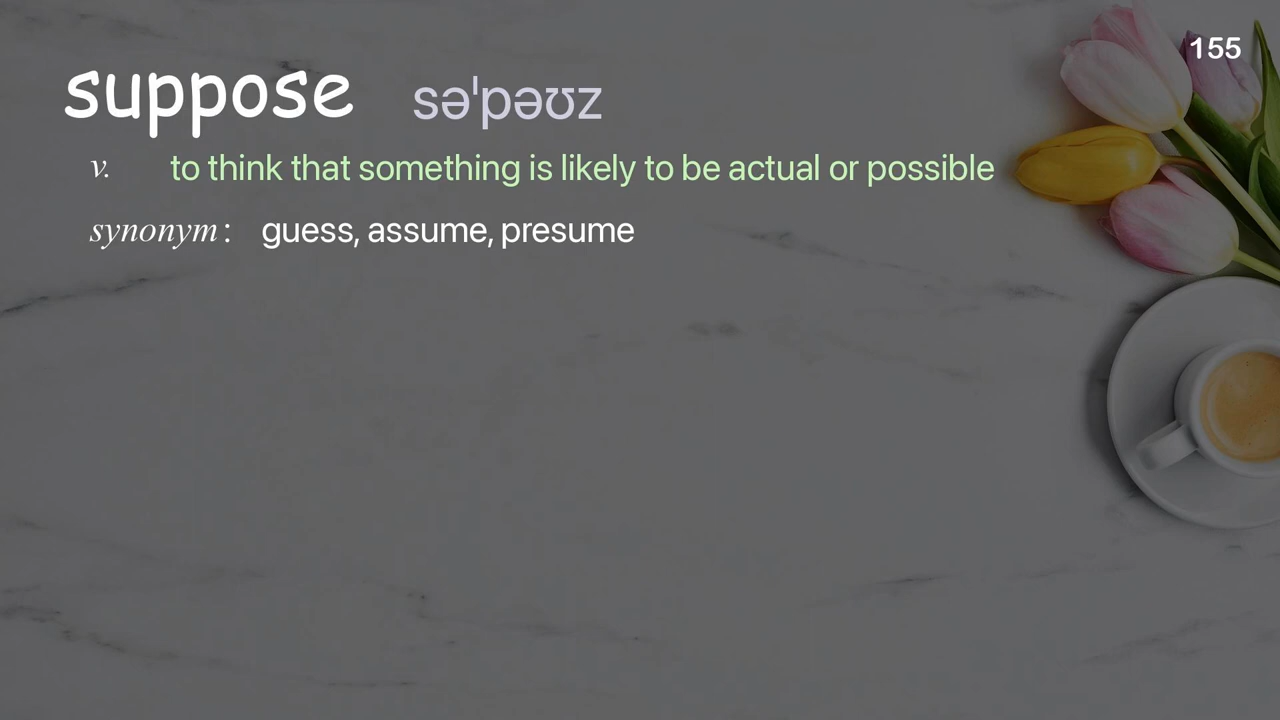 155
suppose səˈpəʊz
v. to think that something is likely to be actual or possible
synonym : guess, assume, presume